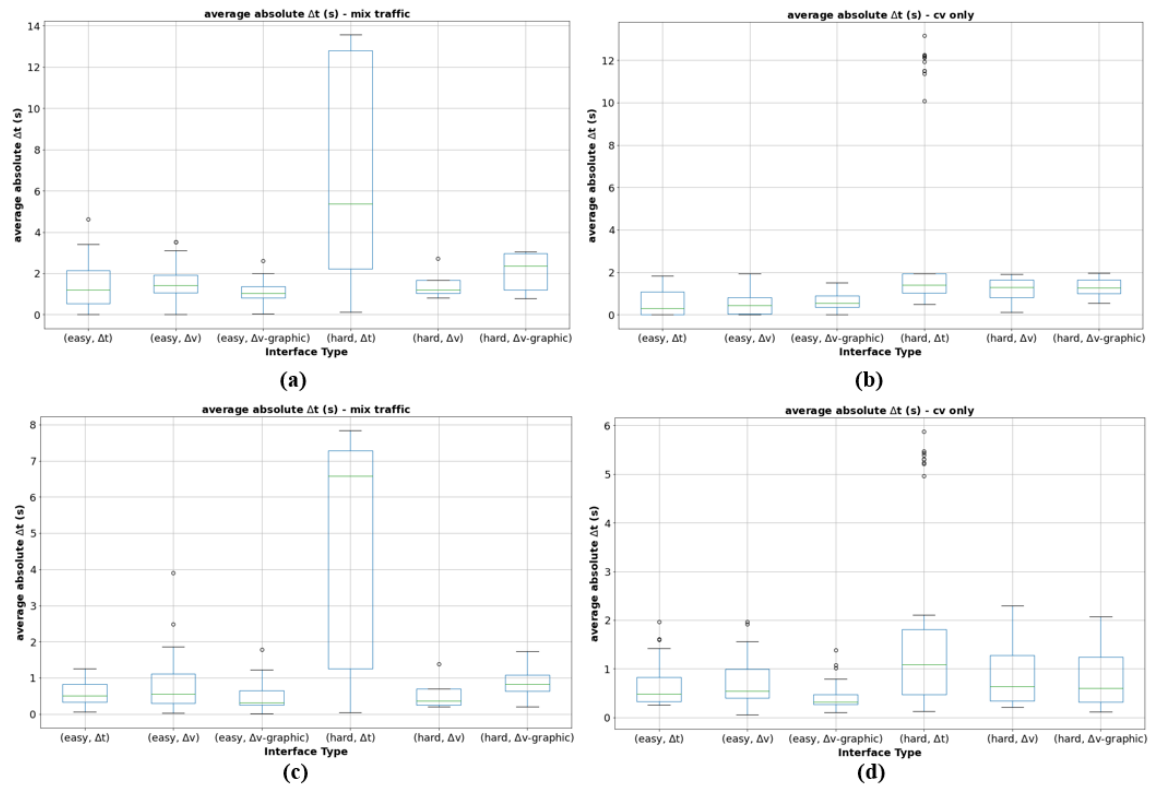 average absolute Δt (s) - mix traffic
average absolute Δt (s)
14
12
10
8
6
4
2
0
(easy, Δt) (easy, Δv) (easy, Δv-graphic) (hard, Δt) (hard, Δv) (hard, Δv-graphic)
Interface Type
(a)
average absolute Δt (s) - cv only
average absolute Δt (s)
12
10
8
6
4
2
0
(easy, Δt) (easy, Δv) (easy, Δv-graphic) (hard, Δt) (hard, Δv) (hard, Δv-graphic)
Interface Type
(b)
average absolute Δt (s) - mix traffic
average absolute Δt (s)
8
7
6
5
4
3
2
1
0
(easy, Δt) (easy, Δv) (easy, Δv-graphic) (hard, Δt) (hard, Δv) (hard, Δv-graphic)
Interface Type
(c)
average absolute Δt (s) - cv only
average absolute Δt (s)
6
5
4
3
2
1
0
(easy, Δt) (easy, Δv) (easy, Δv-graphic) (hard, Δt) (hard, Δv) (hard, Δv-graphic)
Interface Type
(d)